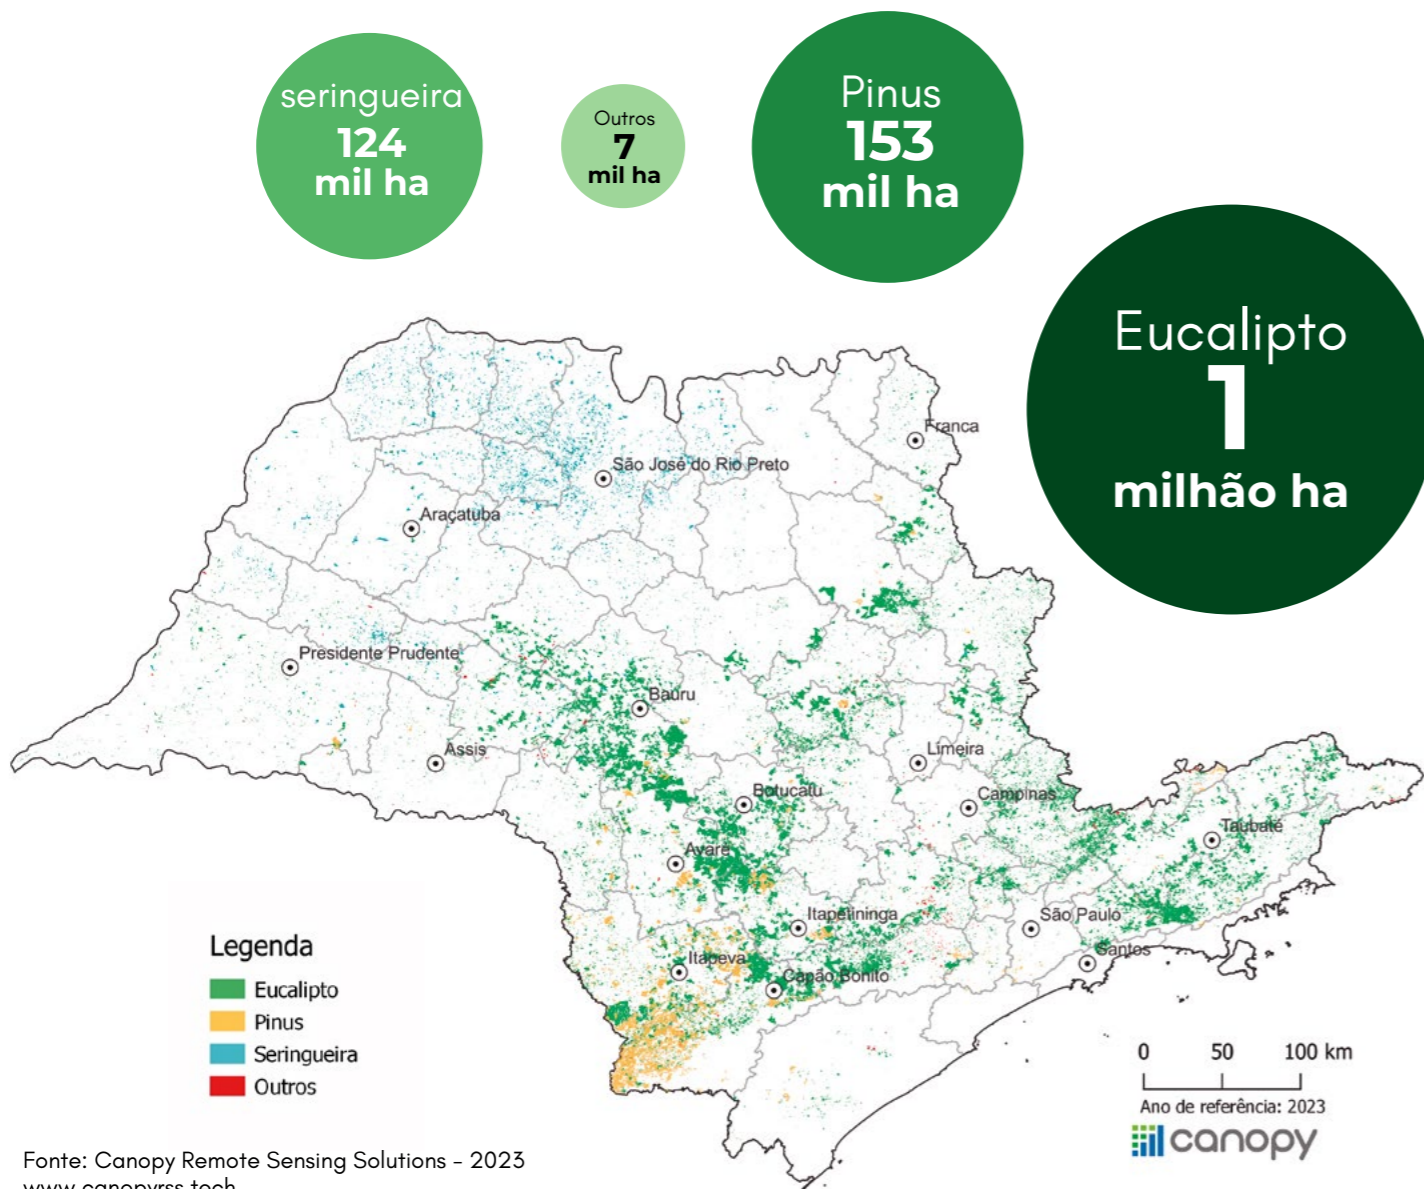 seringueira
124
mil ha
Outros
7
mil ha
Pinus
153
mil ha
Eucalipto
1
milhão ha
Franca
São José do Rio Preto
Araçatuba
Presidente Prudente
Bauru
Assis
Limeira
Botucatu
Campinas
Taubaté
Avaré
Itapetininga
São Paulo
Santos
Itapeva
Capão Bonito
Legenda
Eucalipto
Pinus
Seringueira
Outros
0 50 100 km
Ano de referência: 2023
canopy
Fonte: Canopy Remote Sensing Solutions - 2023
www.canopyrss.tech